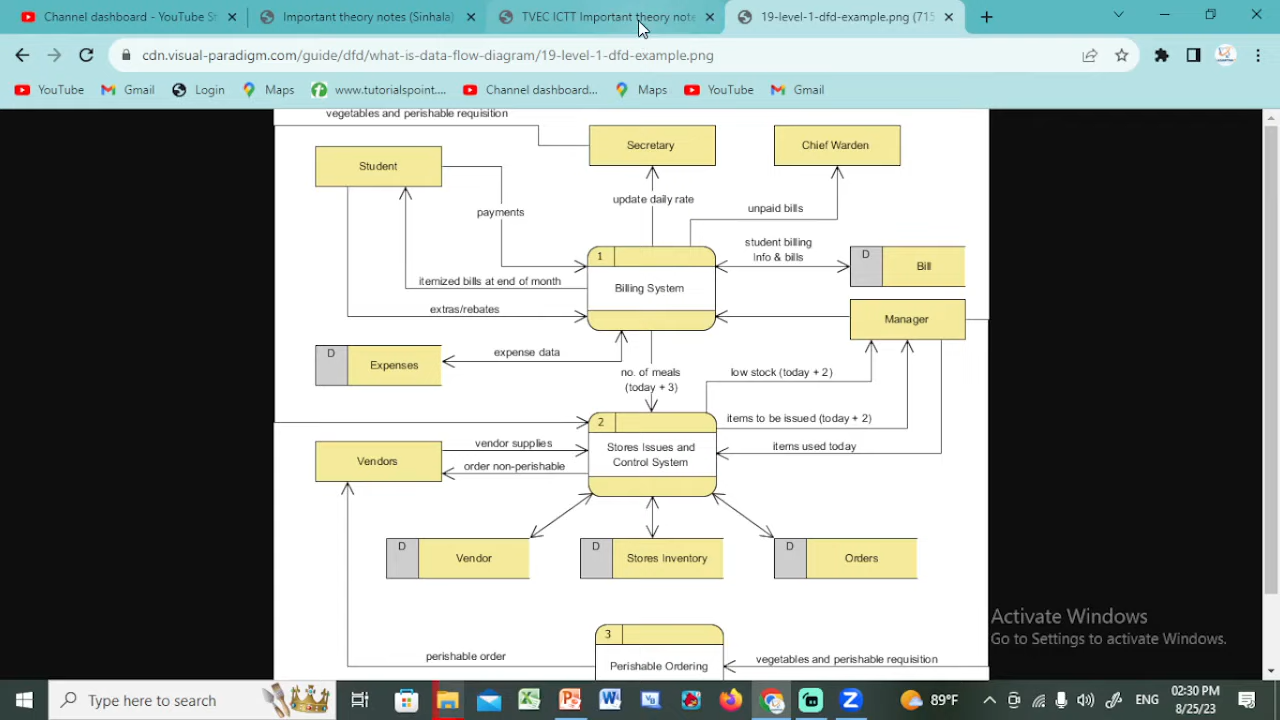 Channel dashboard - YouTube St
Important theory notes (Sinhala)
TVEC ICTT Important theory note
19-level-1-dfd-example.png (715
cdn.visual-paradigm.com/guide/dfd/what-is-data-flow-diagram/19-level-1-dfd-example.png
YouTube
Gmail
Login
Maps
www.tutorialspoint....
Channel dashboard...
Maps
YouTube
Gmail
vegetables and perishable requisition
Secretary
Chief Warden
Student
update daily rate
unpaid bills
payments
student billing
Info & bills
1
D
Bill
itemized bills at end of month
Billing System
extras/rebates
Manager
D
Expenses
expense data
no. of meals
(today + 3)
low stock (today + 2)
2
items to be issued (today + 2)
vendor supplies
Stores Issues and
Control System
items used today
Vendors
order non-perishable
D
Vendor
D
Stores Inventory
D
Orders
Activate Windows
Go to Settings to activate Windows.
3
perishable order
Perishable Ordering
vegetables and perishable requisition
Type here to search
89°F
ENG
02:30 PM
8/25/23